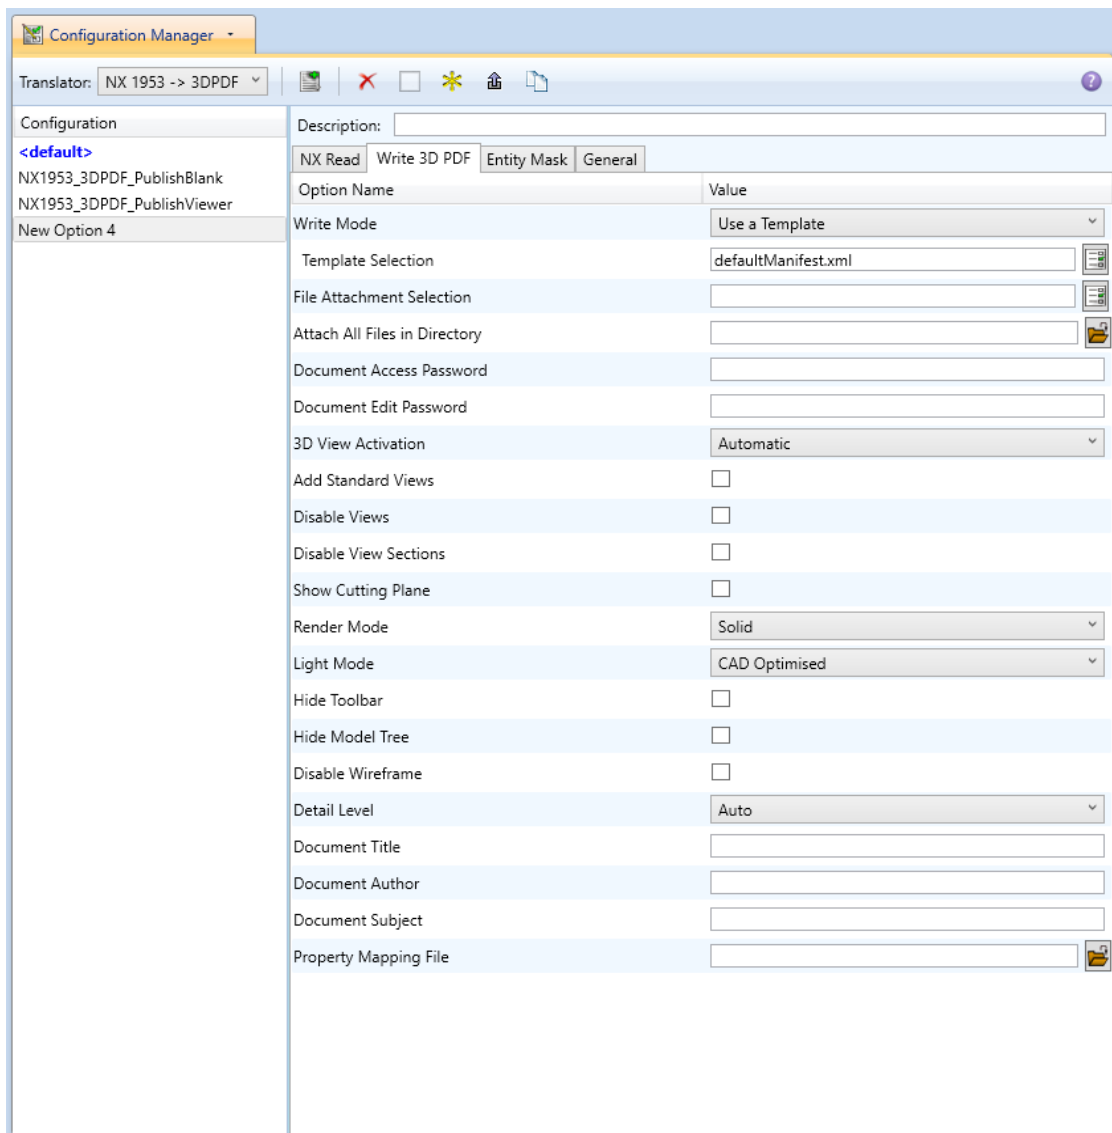 Configuration Manager
Translator: NX 1953 -> 3DPDF
Configuration
<default>
NX1953_3DPDF_PublishBlank
NX1953_3DPDF_PublishViewer
New Option 4
Description:
NX Read Write 3D PDF Entity Mask General
Option Name Value
Write Mode Use a Template
Template Selection defaultManifest.xml
File Attachment Selection
Attach All Files in Directory
Document Access Password
Document Edit Password
3D View Activation Automatic
Add Standard Views
Disable Views
Disable View Sections
Show Cutting Plane
Render Mode Solid
Light Mode CAD Optimised
Hide Toolbar
Hide Model Tree
Disable Wireframe
Detail Level Auto
Document Title
Document Author
Document Subject
Property Mapping File